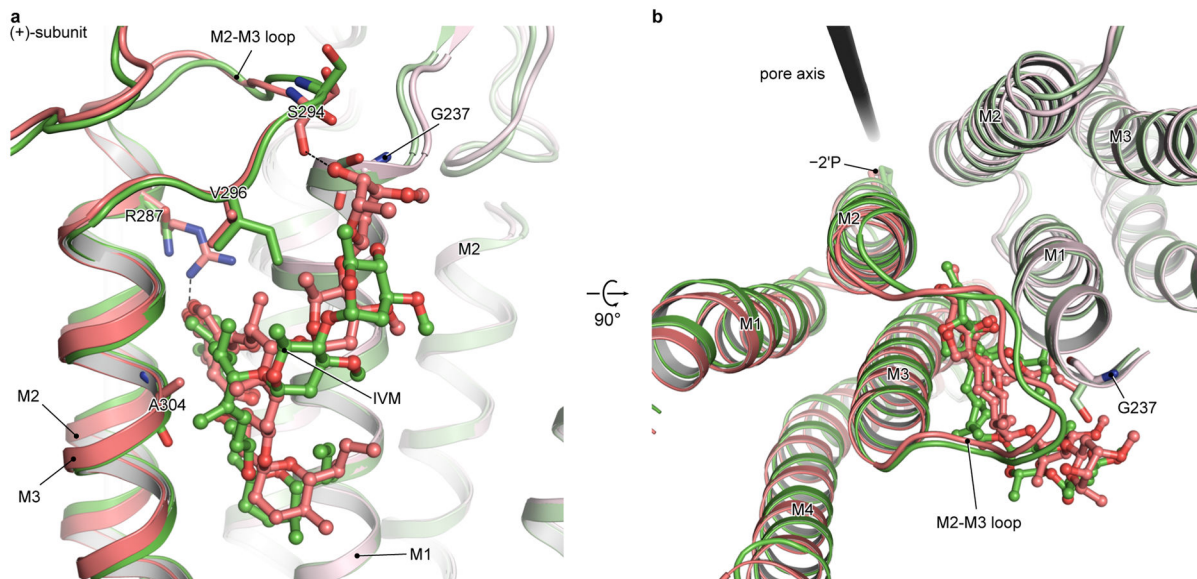 a
(+)-subunit
M2-M3 loop
S294
G237
V296
R287
M2
IVM
A304
M2
M3
M1
90°
b
pore axis
M2
M3
−2'P
M2
M1
M1
M3
G237
M4
M2-M3 loop